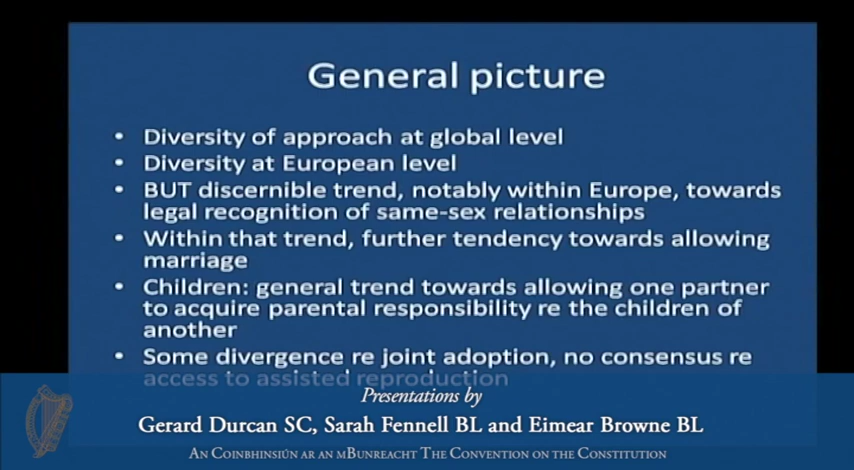 General picture
• Diversity of approach at global level
• Diversity at European level
• BUT discernible trend, notably within Europe, towards
legal recognition of same-sex relationships
• Within that trend, further tendency towards allowing
marriage
• Children: general trend towards allowing one partner
to acquire parental responsibility re the children of
another
• Some divergence re joint adoption, no consensus re
access to assisted reproduction
Presentations by
Gerard Durcan SC, Sarah Fennell BL and Eimear Browne BL
An Coinbhinsiún ar an mBunreacht The Convention on the Constitution